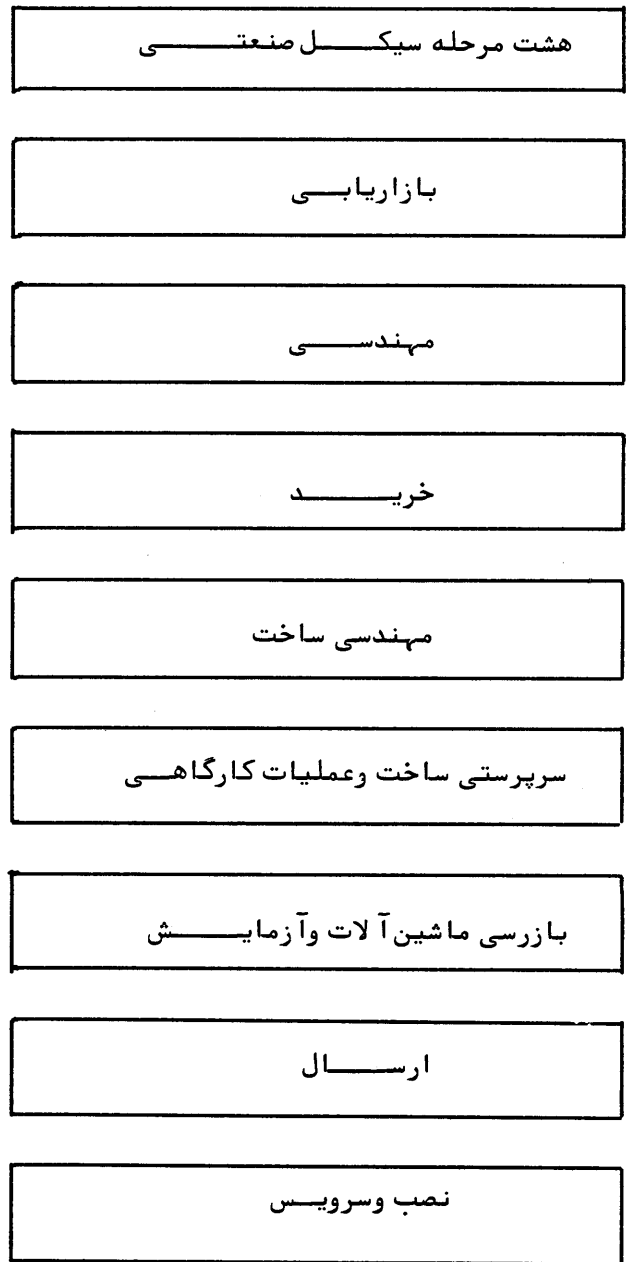 هشت مرحله سیکل صنعتی
بازاریابی
مهندسی
خرید
مهندسی ساخت
سرپرستی ساخت وعملیات کارگاهی
بازرسی ماشین آلات وآزمایش
ارسال
نصب وسرویس